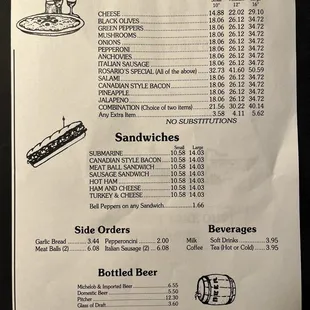 10" 12" 16"
CHEESE 14.88 22.23 29.10
BLACK OLIVES 18.06 26.12 34.72
GREEN PEPPERS 18.06 26.12 34.72
MUSHROOMS 18.06 26.12 34.72
ONIONS 18.06 26.12 34.72
PEPPERONI 18.06 26.12 34.72
ANCHOVIES 18.06 26.12 34.72
ITALIAN SAUSAGE 18.06 26.12 34.72
ROSARIO'S SPECIAL (All of the above) 32.73 41.60 50.59
SALAMI 18.06 26.12 34.72
CANADIAN STYLE BACON 18.06 26.12 34.72
PINEAPPLE 18.06 26.12 34.72
JALAPENO 18.06 26.12 34.72
COMBINATION (Choice of two items) 21.56 30.22 40.14
Any Extra Item 3.58 4.11 5.62
NO SUBSTITUTIONS
Sandwiches
Small Large
SUBMARINE 10.58 14.03
CANADIAN STYLE BACON 10.58 14.03
MEAT BALL SANDWICH 10.58 14.03
SAUSAGE SANDWICH 10.58 14.03
HOT HAM 10.58 14.03
HAM AND CHEESE 10.58 14.03
TURKEY & CHEESE 10.58 14.03
Bell Peppers on any Sandwich 1.66
Side Orders
Garlic Bread 3.44 Pepperoncini 2.00
Meat Balls (2) 6.08 Italian Sausage (2) 6.08
Beverages
Milk Soft Drinks 3.95
Coffee Tea (Hot or Cold) 3.95
Bottled Beer
Michelob & Imported Beer 6.55
Domestic Beer 5.50
Pitcher 12.30
Glass of Draft 3.60
BEER